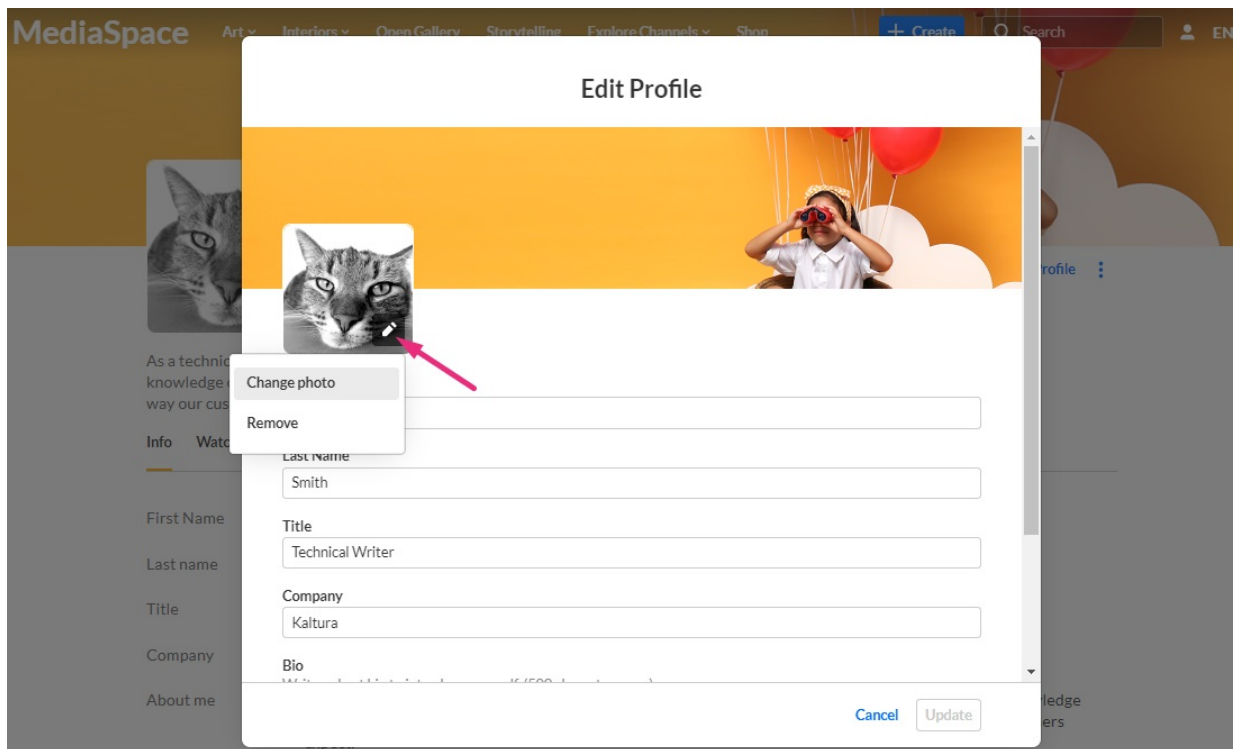 MediaSpace Art Interiors Open Gallery Storytelling Explore Channels Shop + Create Search EN
Edit Profile
rofile
As a technic
knowledge
way our cus
Info Watc
Change photo
Remove
Last Name
Smith
First Name
Last name
Title
Company
About me
Title
Technical Writer
Company
Kaltura
Bio
Cancel Update
ledge
ers